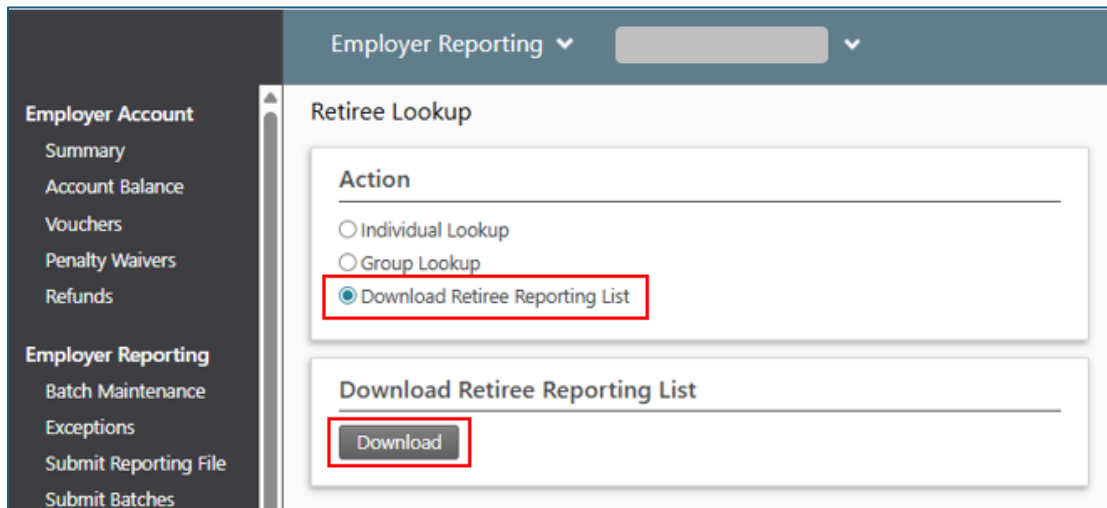 Employer Reporting
Employer Account
Summary
Account Balance
Vouchers
Penalty Waivers
Refunds
Employer Reporting
Batch Maintenance
Exceptions
Submit Reporting File
Submit Batches
Retiree Lookup
Action
Individual Lookup
Group Lookup
Download Retiree Reporting List
Download Retiree Reporting List
Download